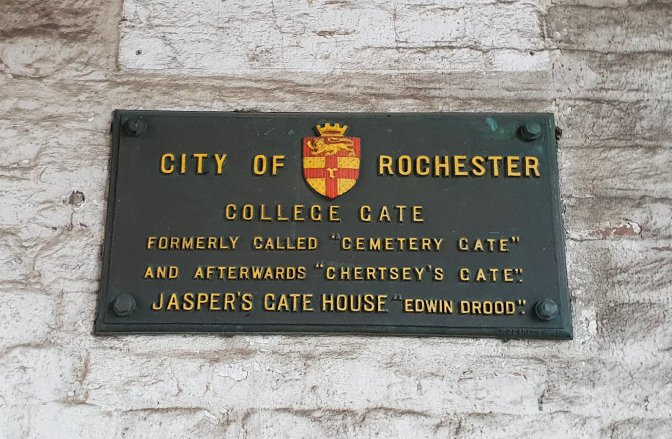 CITY OF ROCHESTER
r
COLLEGE GATE
FORMERLY CALLED "CEMETERY GATE"
AND AFTERWARDS "CHERTSEY'S GATE".
JASPER'S GATE HOUSE "EDWIN DROOD".